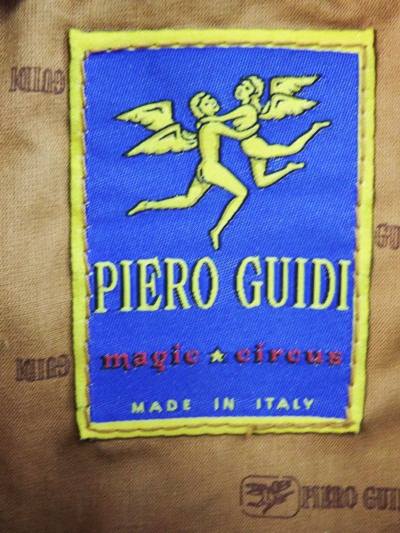 GUIDI
PIERO GUIDI
magic ★ circus
GUIDI
MADE IN ITALY
PIERO GUI